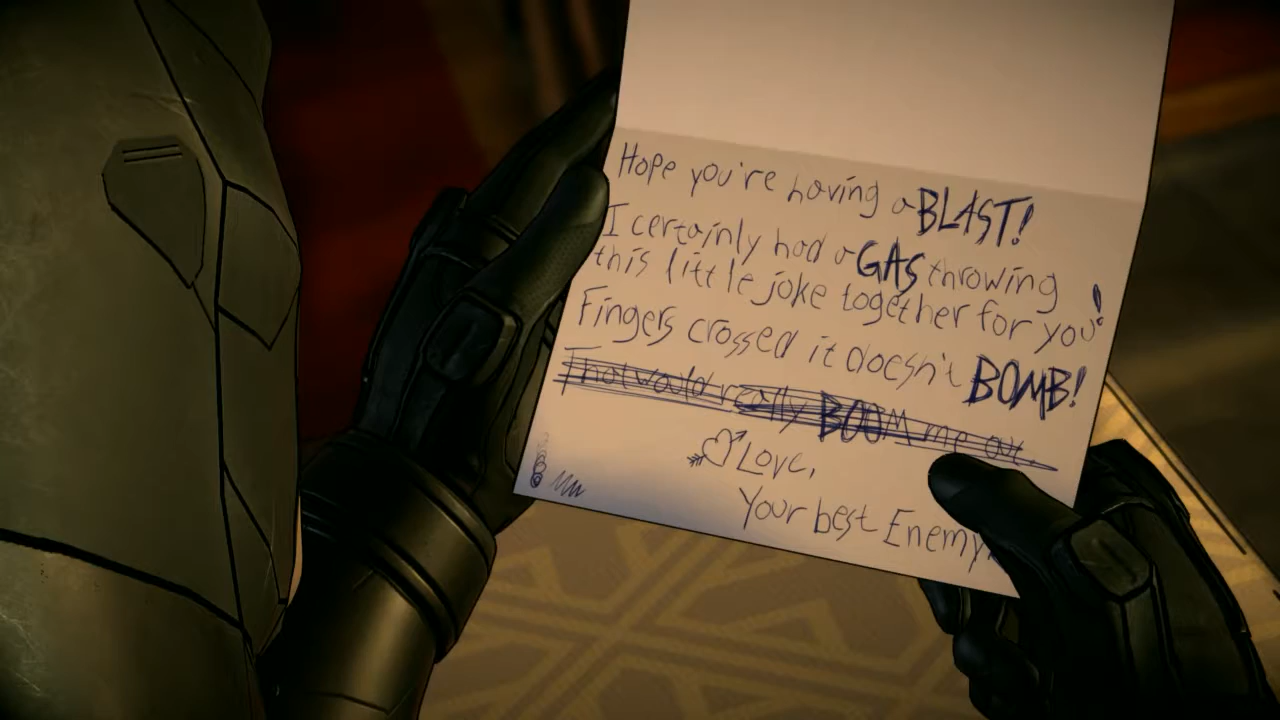 Hope you're having a BLAST!
I certainly had a GAS throwing
this little joke together for you!
Fingers crossed it doesn't BOMB!
That would really BOOM me out.
Love,
Your best Enemy